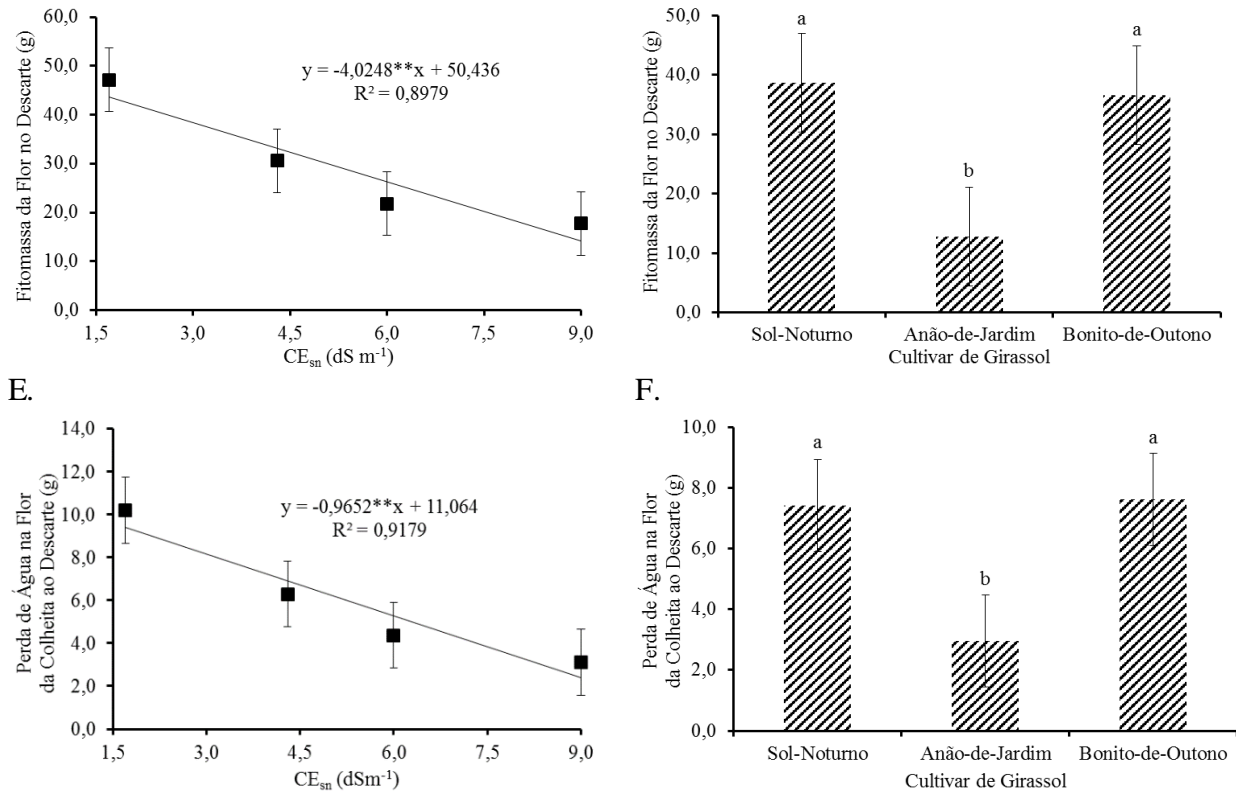 Fitomassa da Flor no Descarte (g)
60,0
50,0
40,0
30,0
20,0
10,0
0,0
y = -4,0248**x + 50,436
R² = 0,8979
1,5 3,0 4,5 6,0 7,5 9,0
CEsn (dS m-1)
Fitomassa da Flor no Descarte (g)
50,0
40,0
30,0
20,0
10,0
0,0
a
b
a
Sol-Noturno Anão-de-Jardim Bonito-de-Outono
Cultivar de Girassol
E.
Perda de Água na Flor
da Colheita ao Descarte (g)
14,0
12,0
10,0
8,0
6,0
4,0
2,0
0,0
y = -0,9652**x + 11,064
R² = 0,9179
1,5 3,0 4,5 6,0 7,5 9,0
CEsn (dSm-1)
F.
Perda de Água na Flor
da Colheita ao Descarte (g)
10,0
8,0
6,0
4,0
2,0
0,0
a
b
a
Sol-Noturno Anão-de-Jardim Bonito-de-Outono
Cultivar de Girassol